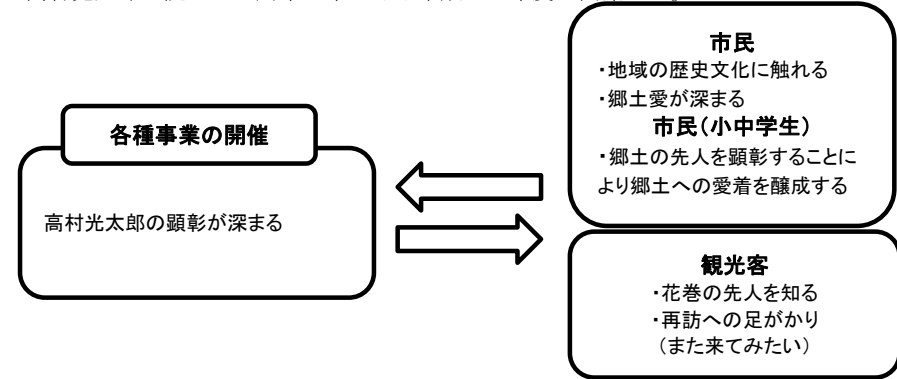 各種事業の開催
高村光太郎の顕彰が深まる
市民
・地域の歴史文化に触れる
・郷土愛が深まる
市民(小中学生)
・郷土の先人を顕彰することに
より郷土への愛着を醸成する
観光客
・花巻の先人を知る
・再訪への足がかり
(また来てみたい)